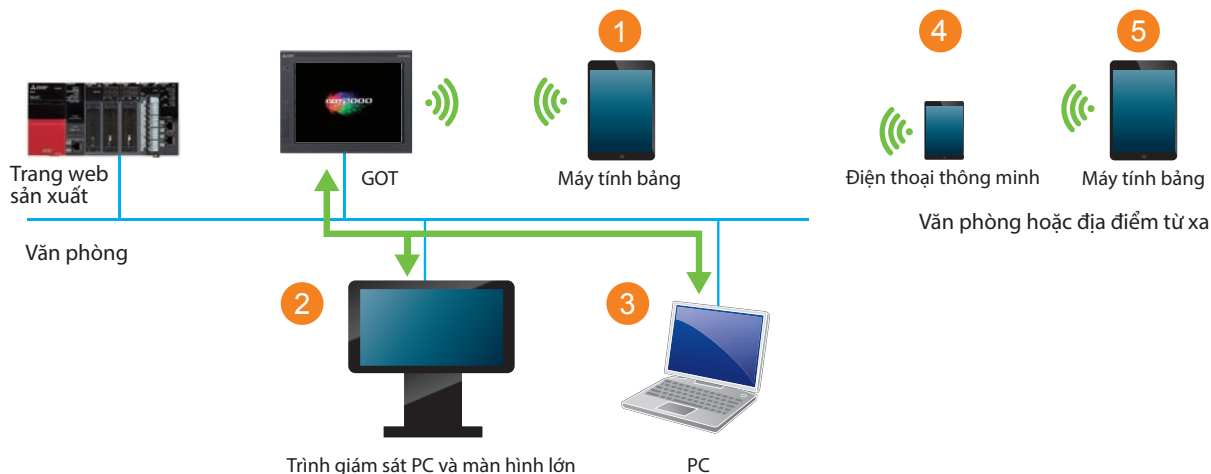 1
4
5
GOT2000
Trang web
sản xuất
GOT
Máy tính bảng
Điện thoại thông minh
Máy tính bảng
Văn phòng hoặc địa điểm từ xa
Văn phòng
2
3
Trình giám sát PC và màn hình lớn
PC